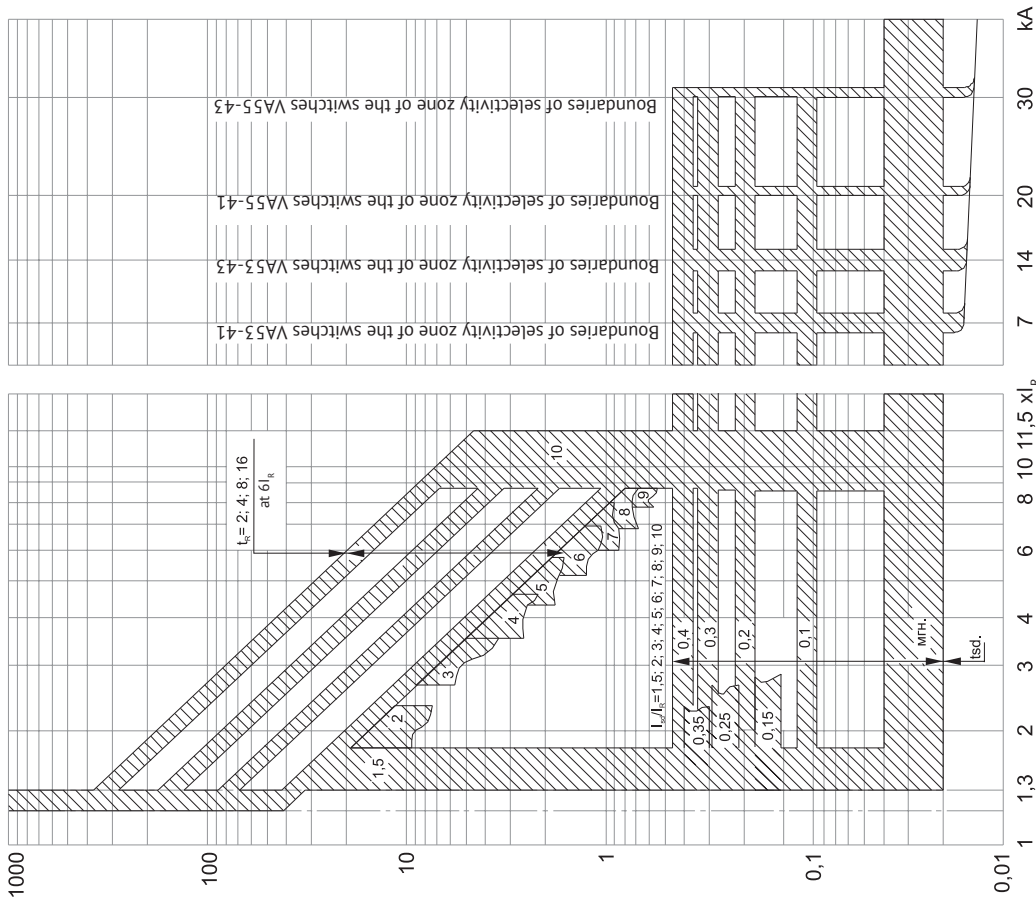 1000
100
10
1
0,1
0,01
Boundaries of selectivity zone of the switches VA53-41
Boundaries of selectivity zone of the switches VA53-43
Boundaries of selectivity zone of the switches VA55-41
Boundaries of selectivity zone of the switches VA55-43
tR= 2; 4; 8; 16
at 6IR
10
1,5
2
3
4
5
6
7
8
9
Isd/IR=1,5; 2; 3; 4; 5; 6; 7; 8; 9; 10
0,4
0,35
0,3
0,25
0,2
0,15
0,1
мгн.
tsd.
1 1,3 2 3 4 6 8 10 11,5 xIR
7 14 20 30 kA